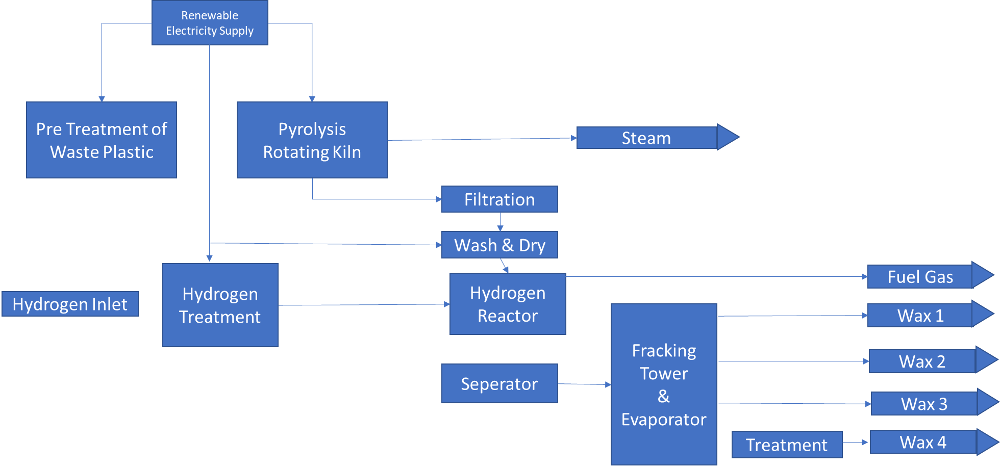 Renewable
Electricity Supply
Pre Treatment of
Waste Plastic
Pyrolysis
Rotating Kiln
Steam
Filtration
Wash & Dry
Hydrogen Inlet
Hydrogen
Treatment
Hydrogen
Reactor
Fuel Gas
Wax 1
Seperator
Fracking
Tower
&
Evaporator
Wax 2
Wax 3
Treatment
Wax 4